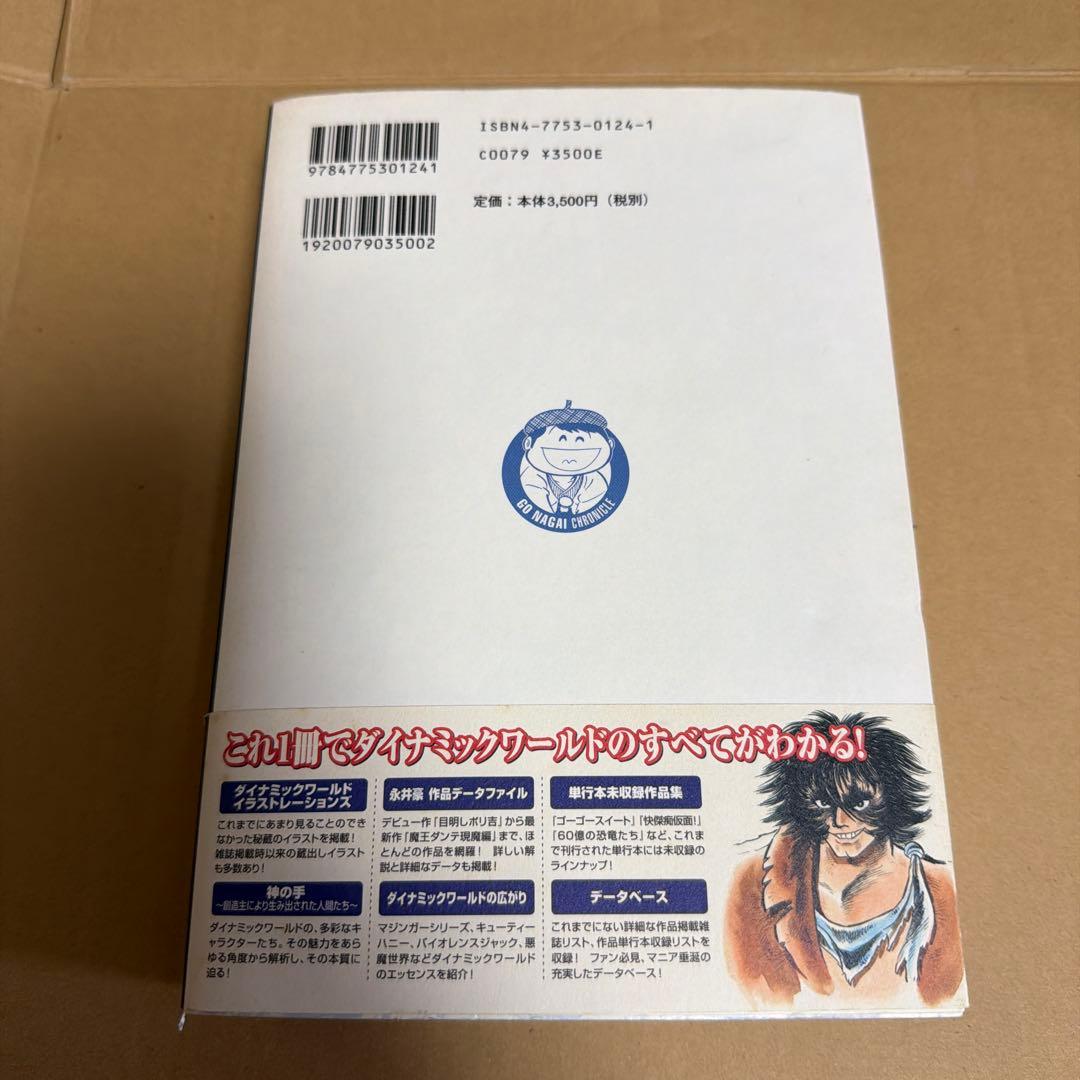 ISBN4-7753-0124-1
9784775301241
C0079 ¥3500E
定価：本体3,500円（税別）
1920079035002
GO NAGAI CHRONICLE
これ1冊でダイナミックワールドのすべてがわかる！
ダイナミックワールド
イラストレーションズ
これまでにあまり見ることのでき
なかった秘蔵のイラストを掲載！
雑誌掲載時以来の蔵出しイラスト
も多数あり！
永井豪 作品データファイル
デビュー作「目明しポリ吉」から最
新作「魔王ダンテ現魔編」まで、ほ
とんどの作品を網羅！ 詳しい解
説と詳細なデータも掲載！
単行本未収録作品集
「ゴーゴースイート」「快傑痴仮面！」
「60億の恐竜たち」など、これま
で刊行された単行本には未収録の
ラインナップ！
神の手
～創造主により生み出された人間たち～
ダイナミックワールドの、多彩なキ
ャラクターたち。その魅力をあら
ゆる角度から解析し、その本質に
迫る！
ダイナミックワールドの広がり
マジンガーシリーズ、キューティー
ハニー、バイオレンスジャック、悪
魔世界などダイナミックワールド
のエッセンスを紹介！
データベース
これまでにない詳細な作品掲載雑
誌リスト、作品単行本収録リストを
収録！ ファン必見、マニア垂涎の
充実したデータベース！